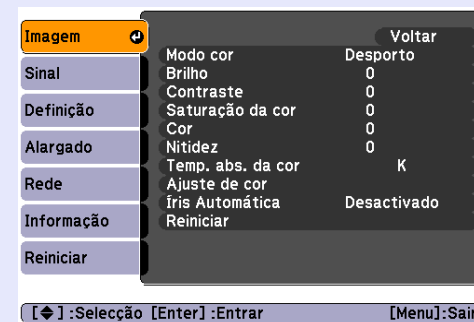 Imagem
Sinal
Definição
Alargado
Rede
Informação
Reiniciar
Voltar
Modo cor Desporto
Brilho 0
Contraste 0
Saturação da cor 0
Cor 0
Nitidez 0
Temp. abs. da cor K
Ajuste de cor
Íris Automática Desactivado
Reiniciar
[◆] :Selecção [Enter] :Entrar [Menu]:Sair